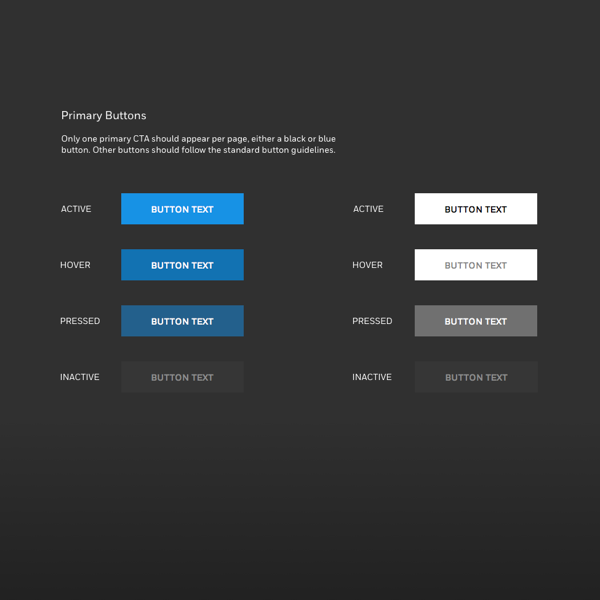 Primary Buttons
Only one primary CTA should appear per page, either a black or blue
button. Other buttons should follow the standard button guidelines.
ACTIVE BUTTON TEXT ACTIVE BUTTON TEXT
HOVER BUTTON TEXT HOVER BUTTON TEXT
PRESSED BUTTON TEXT PRESSED BUTTON TEXT
INACTIVE BUTTON TEXT INACTIVE BUTTON TEXT